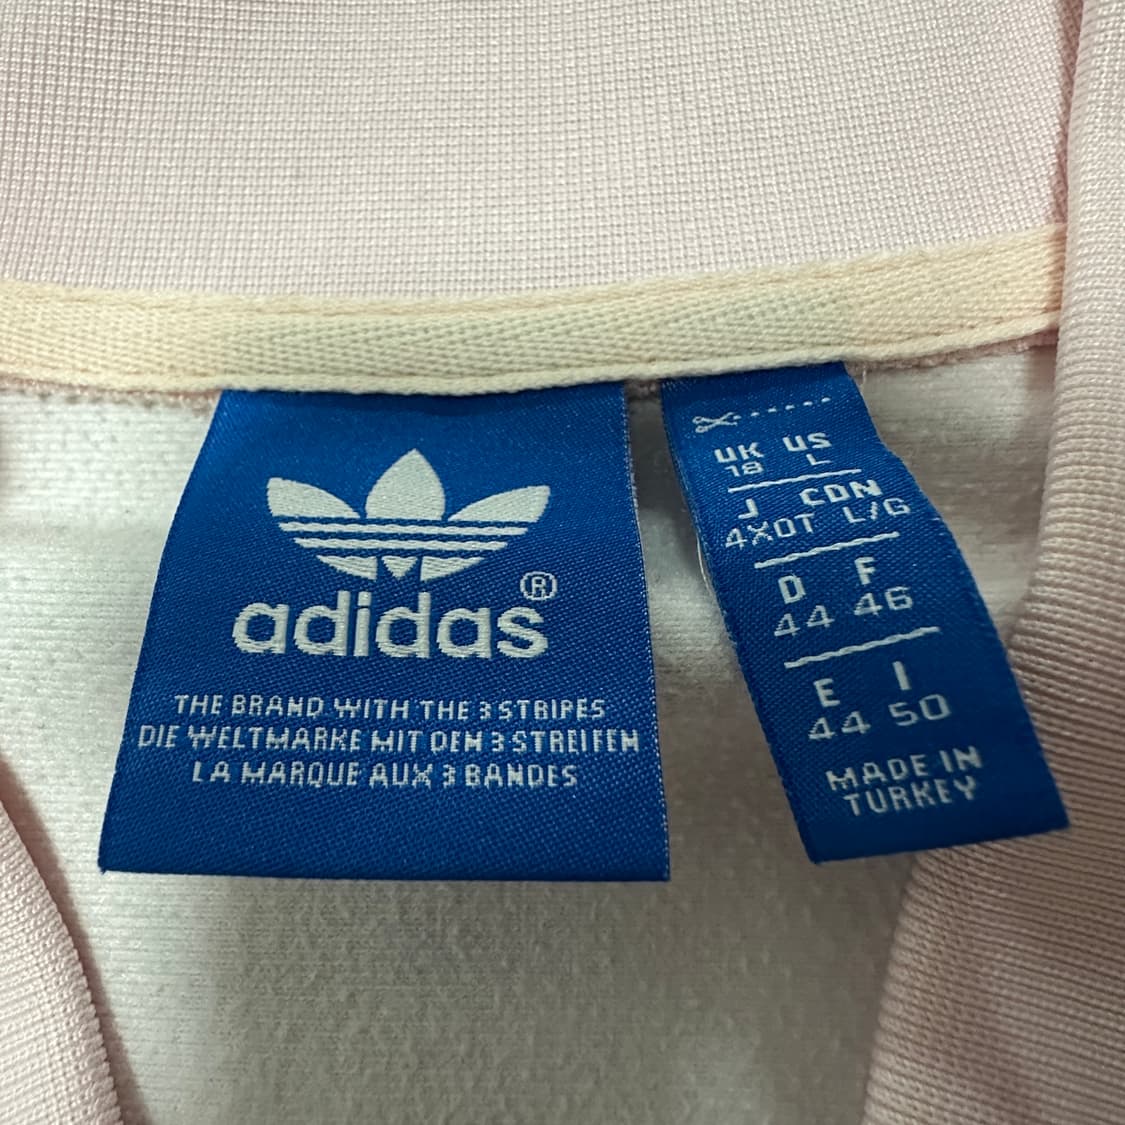 adidas®
THE BRAND WITH THE 3 STRIPES
DIE WELTMARKE MIT DEN 3 STREIFEN
LA MARQUE AUX 3 BANDES
UK US
18 L
J CDN
4XOT L/G
D F
44 46
E I
44 50
MADE IN
TURKEY